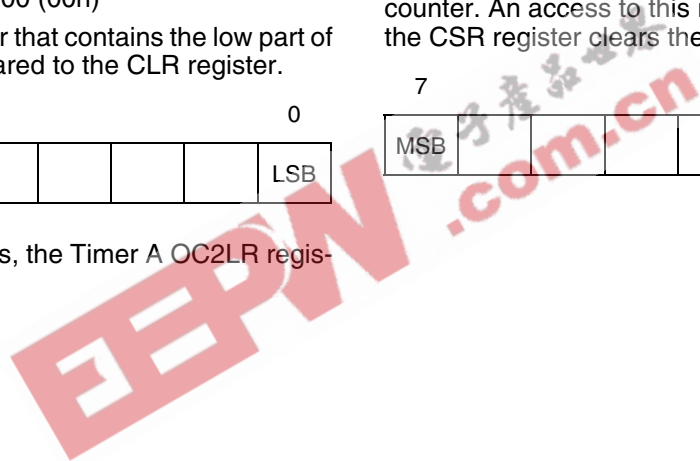 00 (00h)
r that contains the low part of
ared to the CLR register.
0
LSB
s, the Timer A OC2LR regis-
counter. An access to this
the CSR register clears the
7
MSB
EEPW
.com.cn
電子產品世界